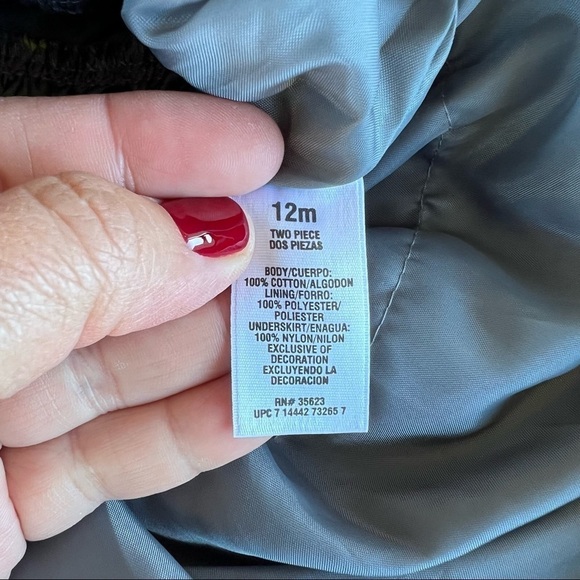 12m
TWO PIECE
DOS PIEZAS
BODY/CUERPO:
100% COTTON/ALGODON
LINING/FORRO:
100% POLYESTER/
POLIESTER
UNDERSKIRT/ENAGUA:
100% NYLON/NILON
EXCLUSIVE OF
DECORATION
EXCLUYENDO LA
DECORACION
RN# 35623
UPC 7 14442 73265 7